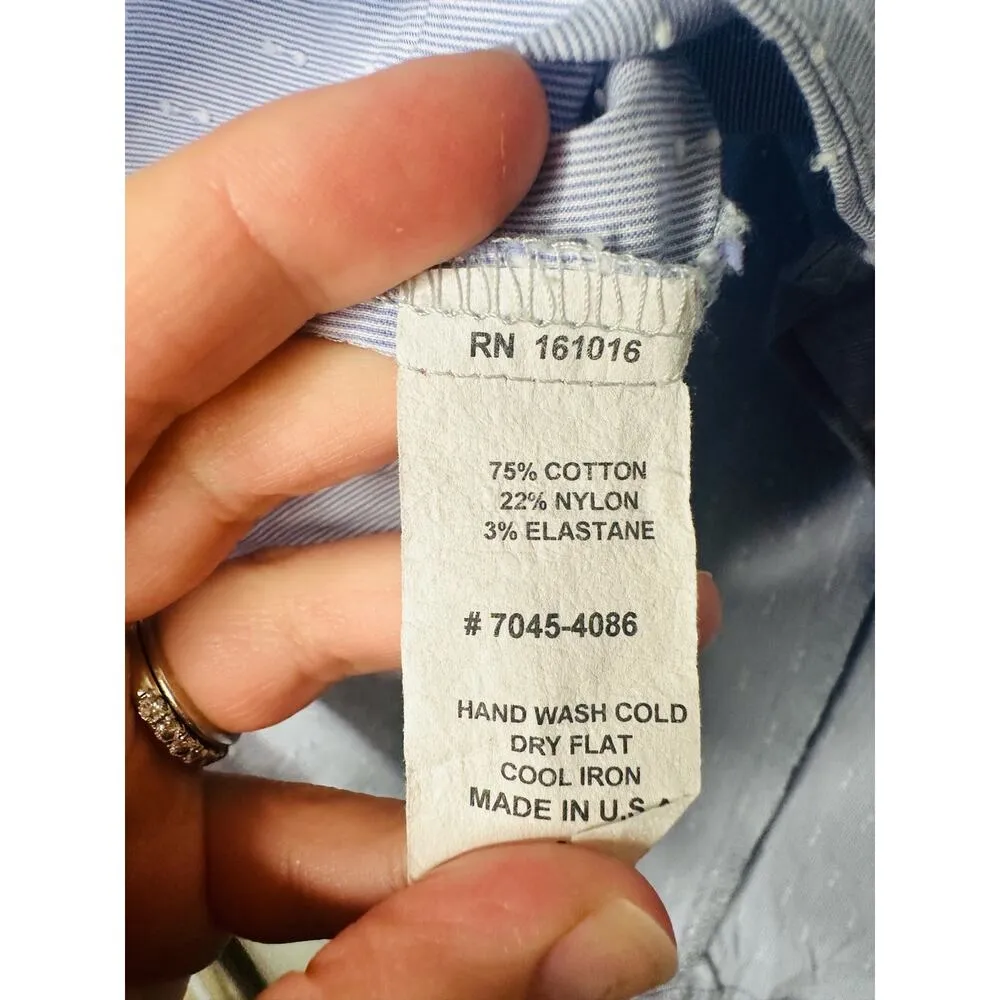 RN 161016
75% COTTON
22% NYLON
3% ELASTANE
# 7045-4086
HAND WASH COLD
DRY FLAT
COOL IRON
MADE IN U.S.A